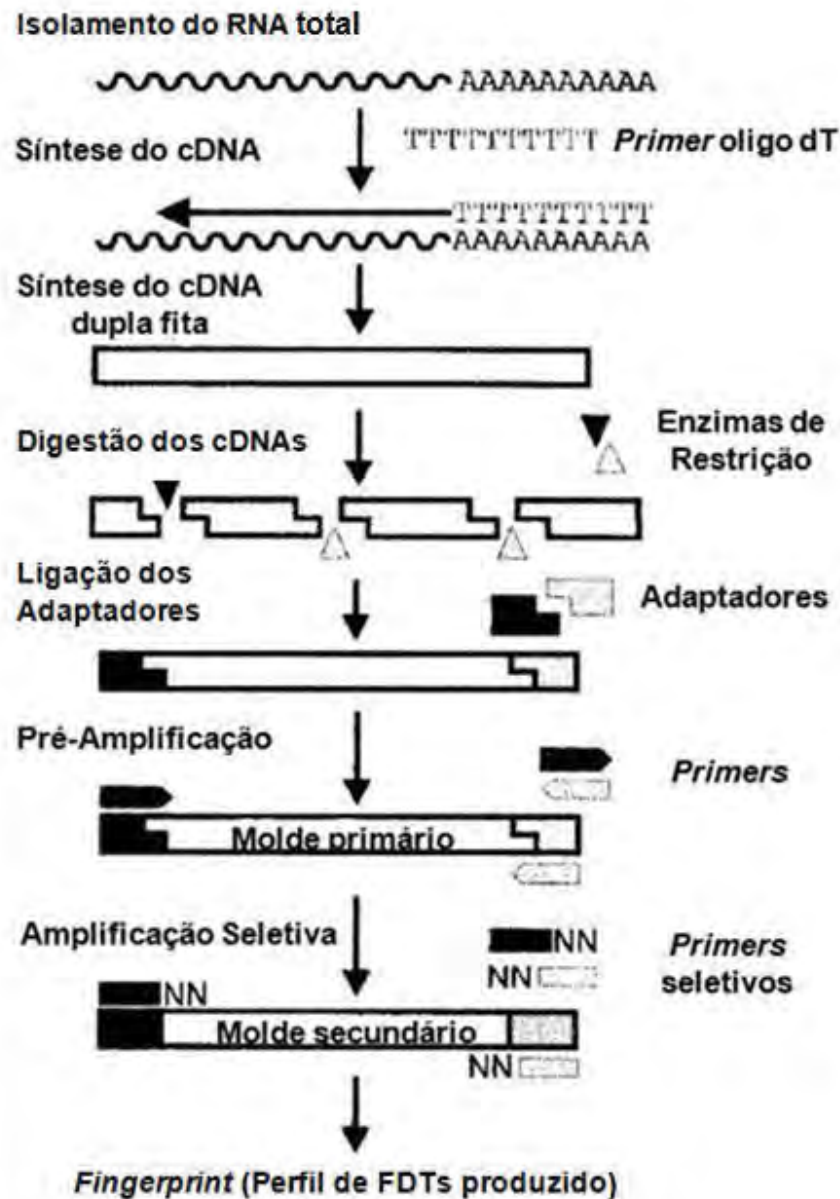 Isolamento do RNA total
AAAAAAAAAA
Síntese do cDNA
TTTTTTTTTT Primer oligo dT
TTTTTTTTTT
AAAAAAAAAA
Síntese do cDNA
dupla fita
Digestão dos cDNAs
Enzimas de
Restrição
Ligação dos
Adaptadores
Adaptadores
Pré-Amplificação
Primers
Molde primário
Amplificação Seletiva
NN
NN
Primers
seletivos
NN
Molde secundário
NN
Fingerprint (Perfil de FDTs produzido)